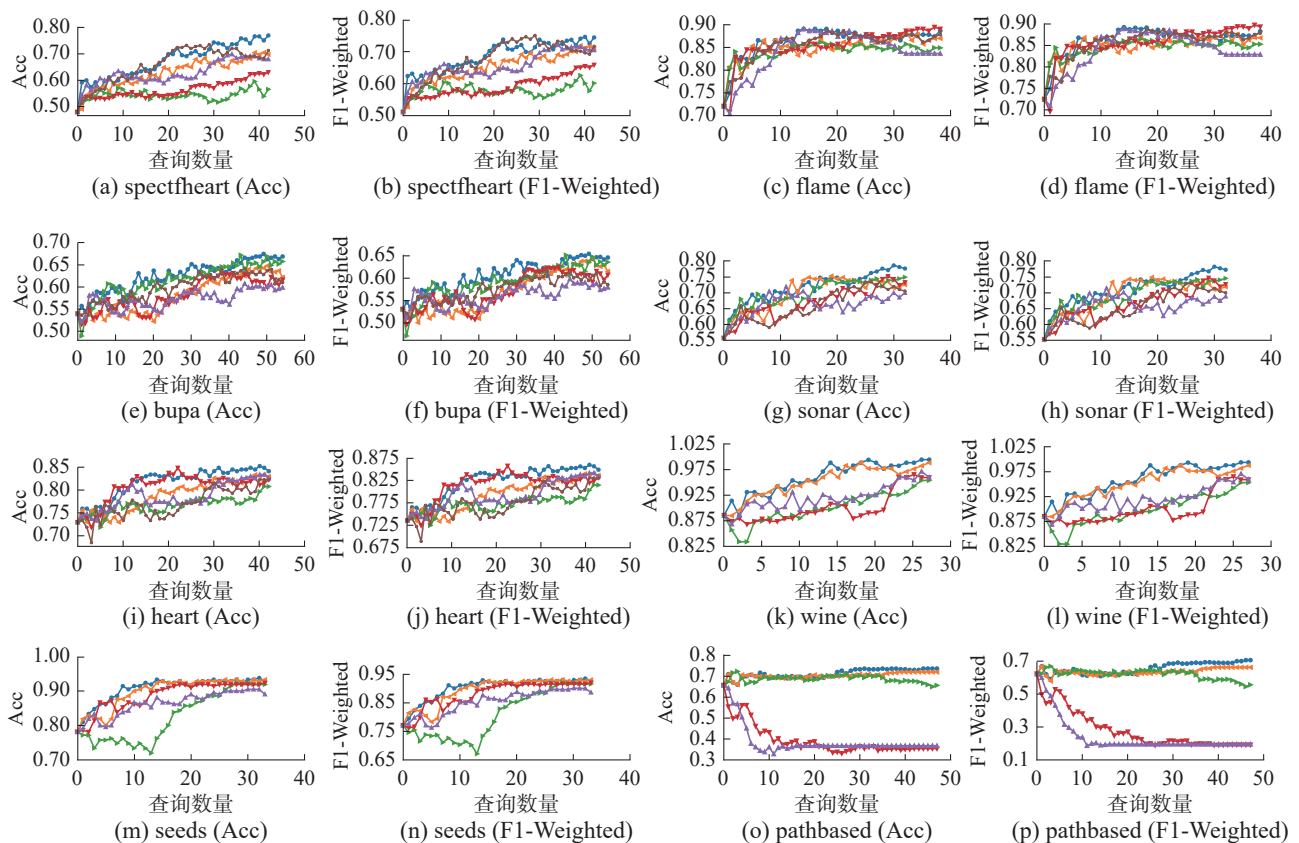 0.80
0.70
0.60
0.50
Acc
0 10 20 30 40 50
查询数量
(a) spectfheart (Acc)
0.80
0.70
0.60
0.50
F1-Weighted
0 10 20 30 40 50
查询数量
(b) spectfheart (F1-Weighted)
0.90
0.85
0.80
0.75
0.70
Acc
0 10 20 30 40
查询数量
(c) flame (Acc)
0.90
0.85
0.80
0.75
0.70
F1-Weighted
0 10 20 30 40
查询数量
(d) flame (F1-Weighted)
0.70
0.65
0.60
0.55
0.50
Acc
0 10 20 30 40 50 60
查询数量
(e) bupa (Acc)
0.65
0.60
0.55
0.50
F1-Weighted
0 10 20 30 40 50 60
查询数量
(f) bupa (F1-Weighted)
0.80
0.75
0.70
0.65
0.60
0.55
Acc
0 10 20 30 40
查询数量
(g) sonar (Acc)
0.80
0.75
0.70
0.65
0.60
0.55
F1-Weighted
0 10 20 30 40
查询数量
(h) sonar (F1-Weighted)
0.85
0.80
0.75
0.70
Acc
0 10 20 30 40 50
查询数量
(i) heart (Acc)
0.875
0.825
0.775
0.725
0.675
F1-Weighted
0 10 20 30 40 50
查询数量
(j) heart (F1-Weighted)
1.025
0.975
0.925
0.875
0.825
Acc
0 5 10 15 20 25 30
查询数量
(k) wine (Acc)
1.025
0.975
0.925
0.875
0.825
F1-Weighted
0 5 10 15 20 25 30
查询数量
(l) wine (F1-Weighted)
1.00
0.90
0.80
0.70
Acc
0 10 20 30 40
查询数量
(m) seeds (Acc)
0.95
0.85
0.75
0.65
F1-Weighted
0 10 20 30 40
查询数量
(n) seeds (F1-Weighted)
0.8
0.7
0.6
0.5
0.4
0.3
Acc
0 10 20 30 40 50
查询数量
(o) pathbased (Acc)
0.7
0.5
0.3
0.1
F1-Weighted
0 10 20 30 40 50
查询数量
(p) pathbased (F1-Weighted)